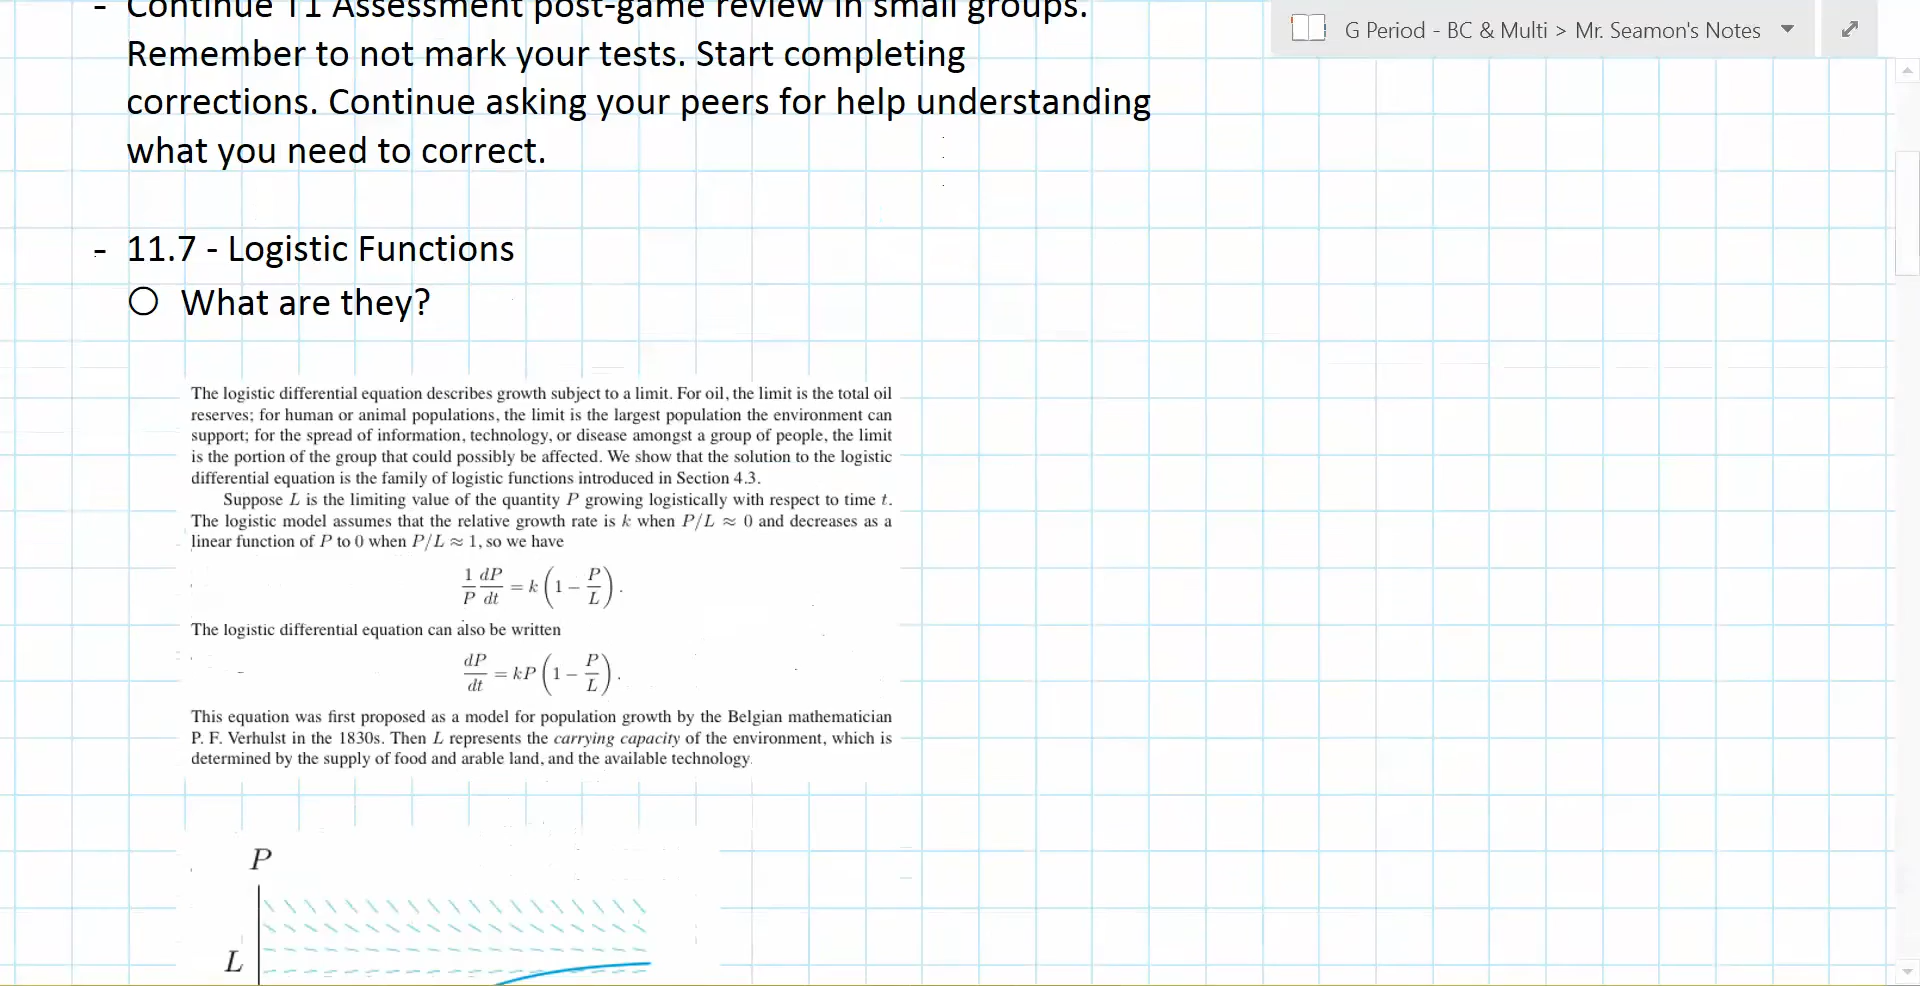 - Continue T1 Assessment post-game review in small groups.
Remember to not mark your tests. Start completing
corrections. Continue asking your peers for help understanding
what you need to correct.
G Period - BC & Multi > Mr. Seamon's Notes
- 11.7 - Logistic Functions
○ What are they?
The logistic differential equation describes growth subject to a limit. For oil, the limit is the total oil
reserves; for human or animal populations, the limit is the largest population the environment can
support; for the spread of information, technology, or disease amongst a group of people, the limit
is the portion of the group that could possibly be affected. We show that the solution to the logistic
differential equation is the family of logistic functions introduced in Section 4.3.
Suppose L is the limiting value of the quantity P growing logistically with respect to time t.
The logistic model assumes that the relative growth rate is k when P/L ≈ 0 and decreases as a
linear function of P to 0 when P/L ≈ 1, so we have
1/P dP/dt = k (1 − P/L).
The logistic differential equation can also be written
dP/dt = kP (1 − P/L).
This equation was first proposed as a model for population growth by the Belgian mathematician
P. F. Verhulst in the 1830s. Then L represents the carrying capacity of the environment, which is
determined by the supply of food and arable land, and the available technology.
P
L